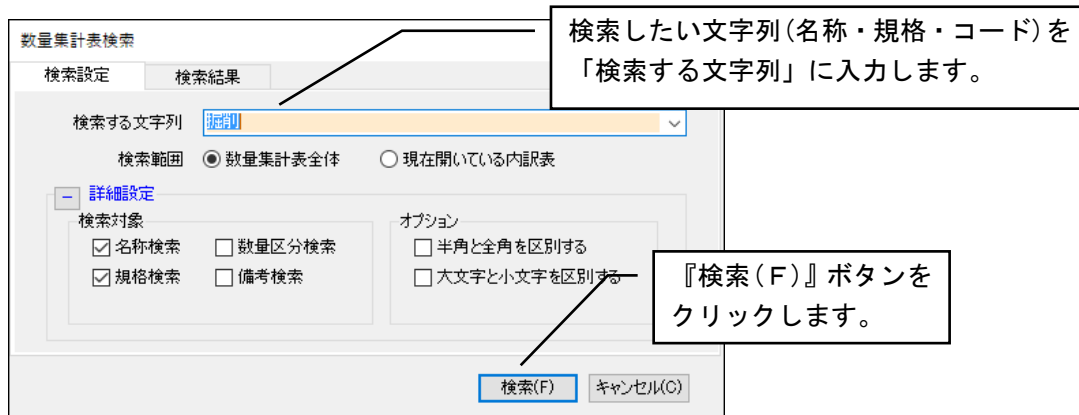 検索したい文字列(名称・規格・コード)を
「検索する文字列」に入力します。
数量集計表検索
検索設定 検索結果
検索する文字列 掘削
検索範囲 数量集計表全体 現在開いている内訳表
詳細設定
検索対象
名称検索 数量区分検索
規格検索 備考検索
オプション
半角と全角を区別する
大文字と小文字を区別する
『検索(F)』ボタンを
クリックします。
検索(F) キャンセル(C)